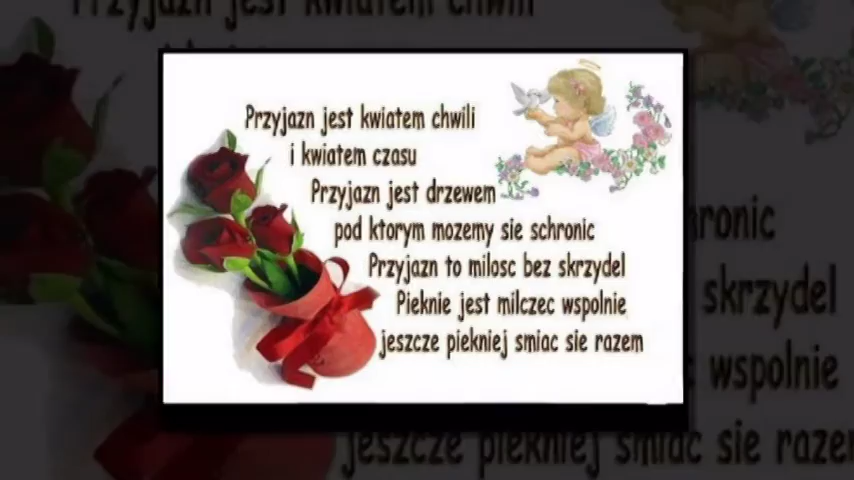 Przyjazn jest kwiatem chwili
i kwiatem czasu
Przyjazn jest drzewem
pod ktorym mozemy sie schronic
Przyjazn to milosc bez skrzydel
Pieknie jest milczec wspolnie
jeszcze piekniej smiac sie razem